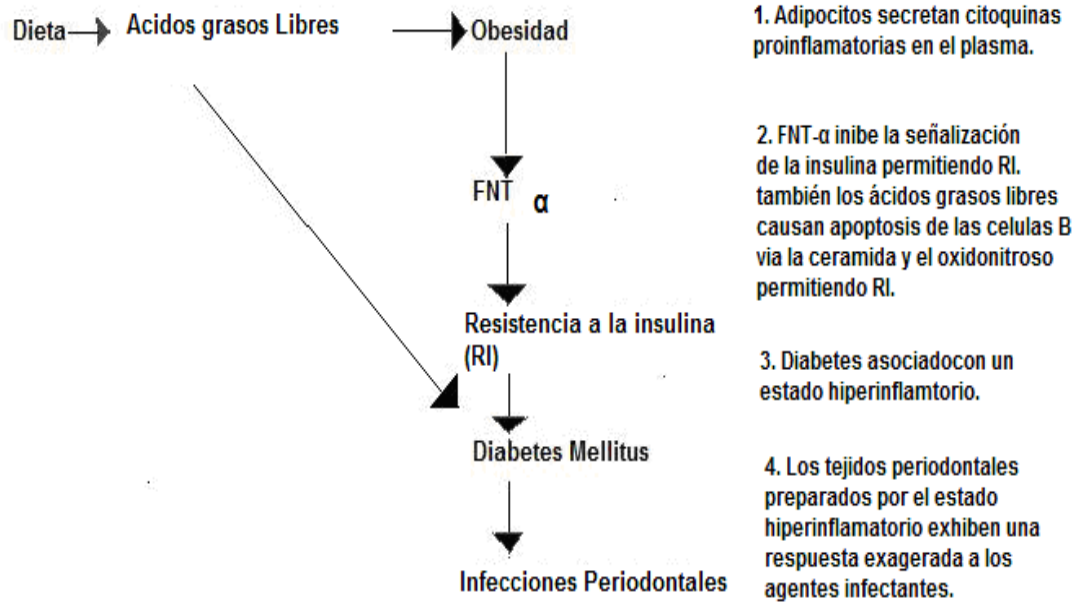 Dieta
Acidos grasos Libres
Obesidad
FNT α
Resistencia a la insulina
(RI)
Diabetes Mellitus
Infecciones Periodontales
1. Adipocitos secretan citoquinas
proinflamatorias en el plasma.
2. FNT-α inibe la señalización
de la insulina permitiendo RI.
también los ácidos grasos libres
causan apoptosis de las celulas B
via la ceramida y el oxidonitroso
permitiendo RI.
3. Diabetes asociadocon un
estado hiperinflamtorio.
4. Los tejidos periodontales
preparados por el estado
hiperinflamatorio exhiben una
respuesta exagerada a los
agentes infectantes.